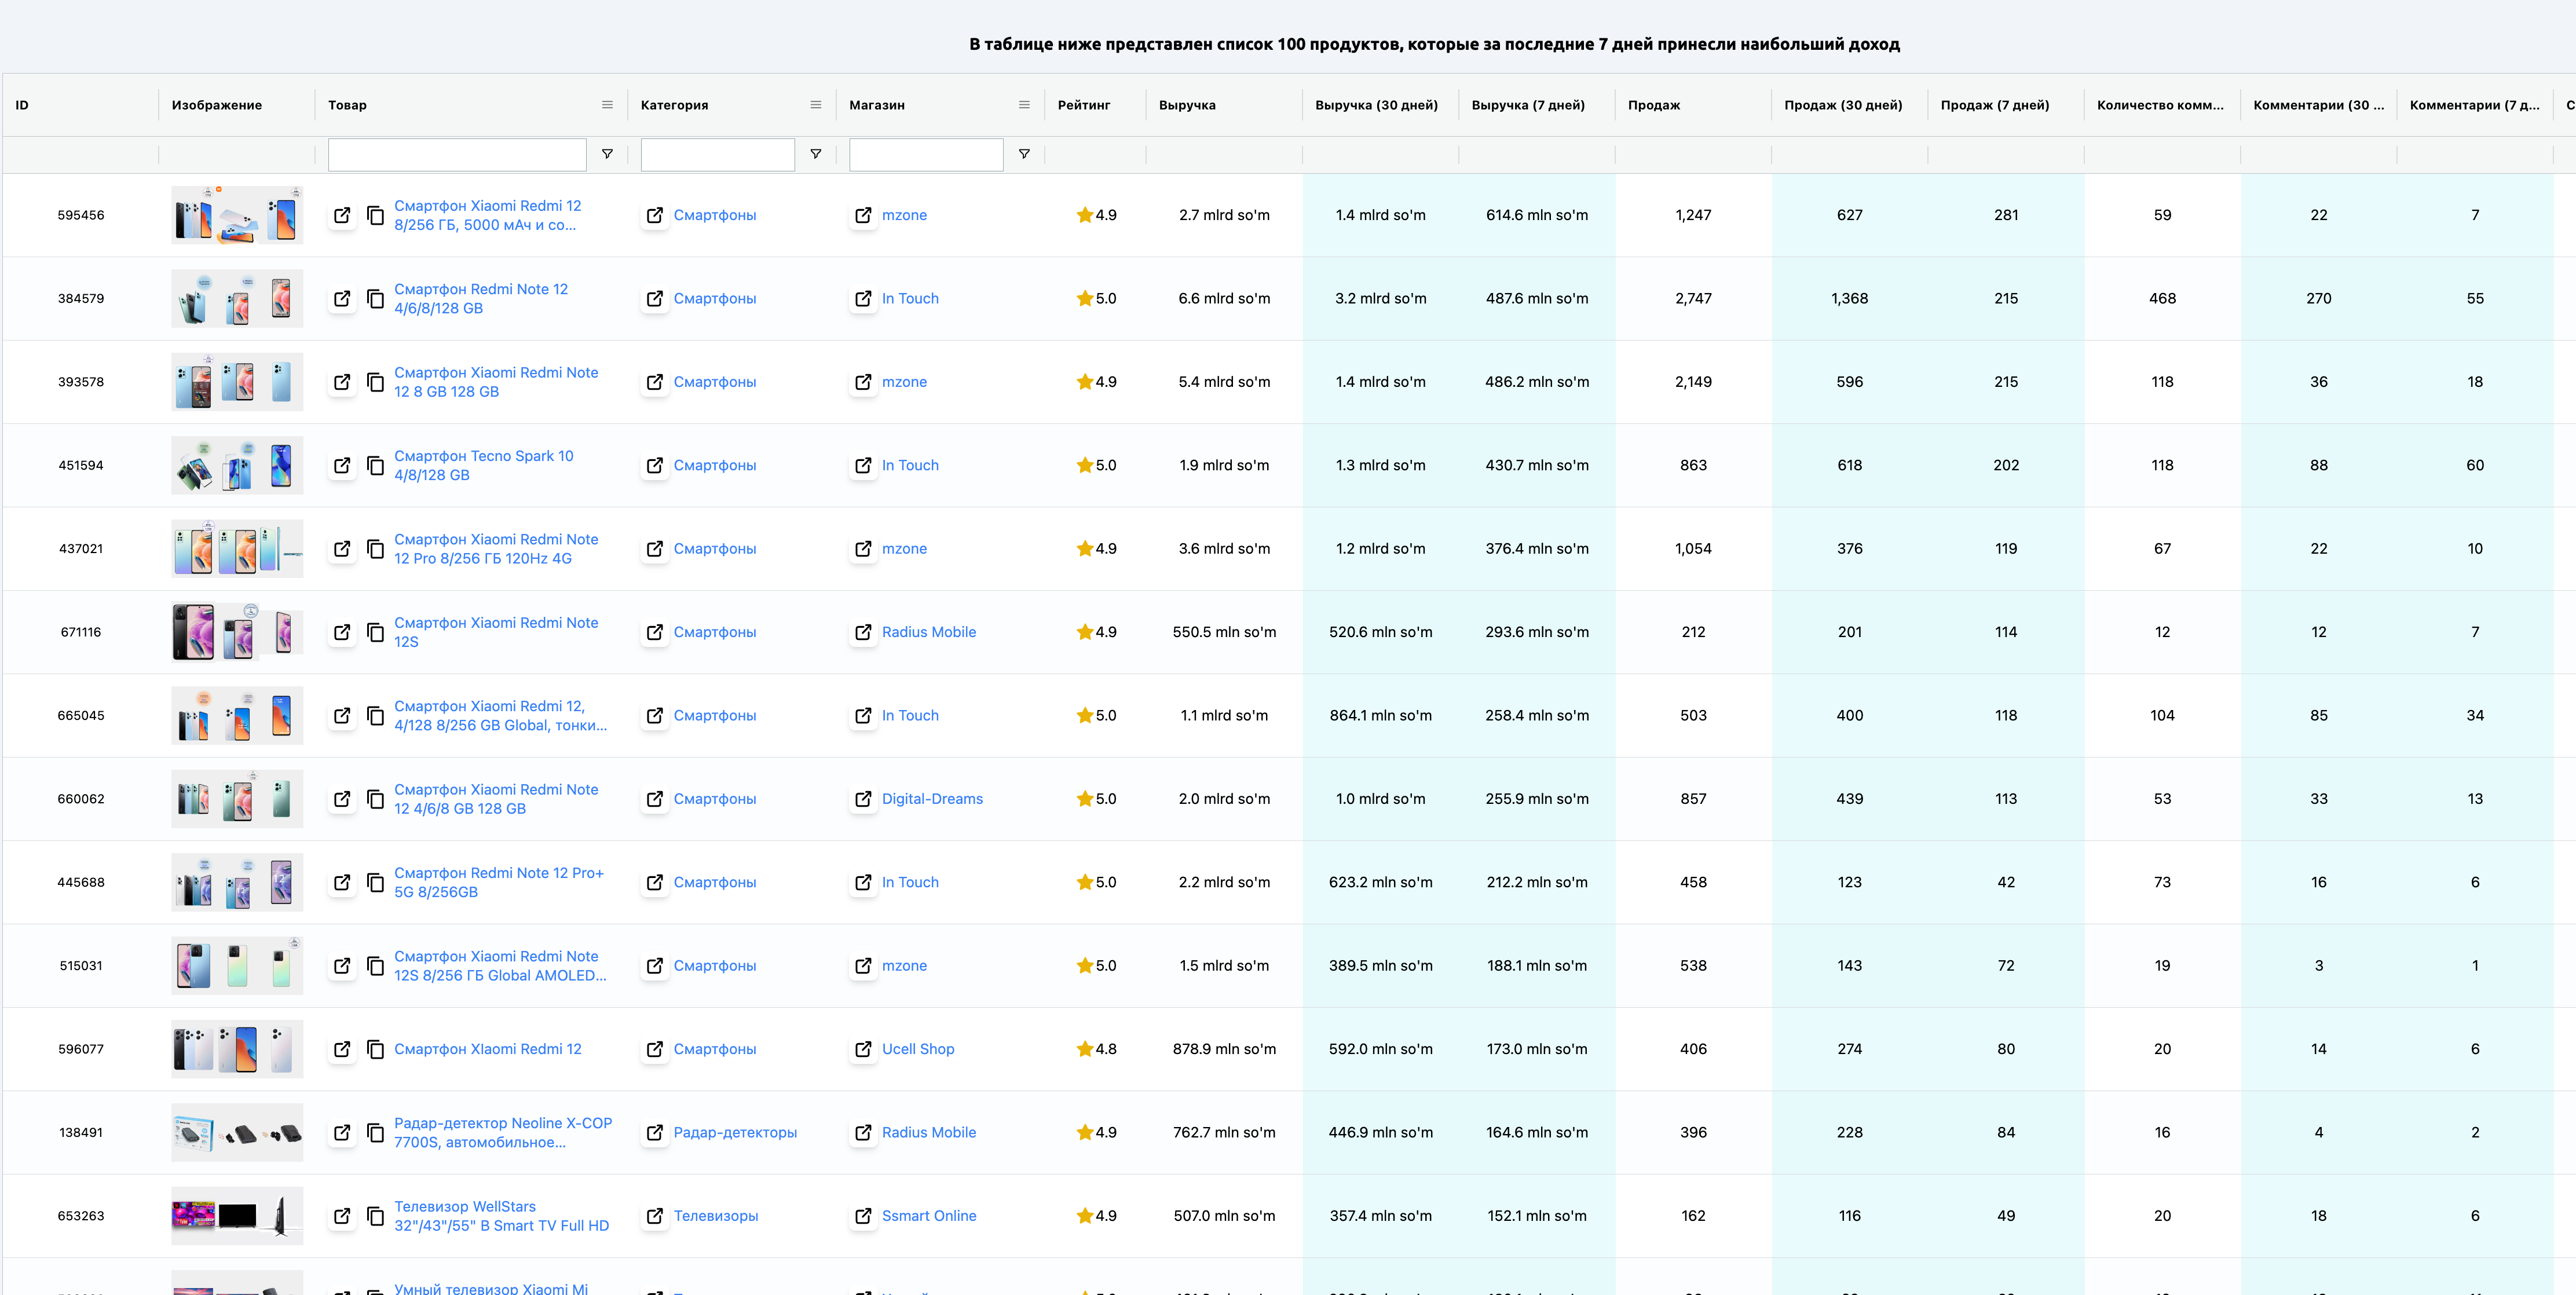 В таблице ниже представлен список 100 продуктов, которые за последние 7 дней принесли наибольший доход
ID Изображение Товар Категория Магазин Рейтинг Выручка Выручка (30 дней) Выручка (7 дней) Продаж Продаж (30 дней) Продаж (7 дней) Количество комм... Комментарии (30 ... Комментарии (7 д...
595456 Смартфон Xiaomi Redmi 12 8/256 ГБ, 5000 мАч и со... Смартфоны mzone 4.9 2.7 mlrd so'm 1.4 mlrd so'm 614.6 mln so'm 1,247 627 281 59 22 7
384579 Смартфон Redmi Note 12 4/6/8/128 GB Смартфоны In Touch 5.0 6.6 mlrd so'm 3.2 mlrd so'm 487.6 mln so'm 2,747 1,368 215 468 270 55
393578 Смартфон Xiaomi Redmi Note 12 8 GB 128 GB Смартфоны mzone 4.9 5.4 mlrd so'm 1.4 mlrd so'm 486.2 mln so'm 2,149 596 215 118 36 18
451594 Смартфон Tecno Spark 10 4/8/128 GB Смартфоны In Touch 5.0 1.9 mlrd so'm 1.3 mlrd so'm 430.7 mln so'm 863 618 202 118 88 60
437021 Смартфон Xiaomi Redmi Note 12 Pro 8/256 ГБ 120Hz 4G Смартфоны mzone 4.9 3.6 mlrd so'm 1.2 mlrd so'm 376.4 mln so'm 1,054 376 119 67 22 10
671116 Смартфон Xiaomi Redmi Note 12S Смартфоны Radius Mobile 4.9 550.5 mln so'm 520.6 mln so'm 293.6 mln so'm 212 201 114 12 12 7
665045 Смартфон Xiaomi Redmi 12, 4/128 8/256 GB Global, тонки... Смартфоны In Touch 5.0 1.1 mlrd so'm 864.1 mln so'm 258.4 mln so'm 503 400 118 104 85 34
660062 Смартфон Xiaomi Redmi Note 12 4/6/8 GB 128 GB Смартфоны Digital-Dreams 5.0 2.0 mlrd so'm 1.0 mlrd so'm 255.9 mln so'm 857 439 113 53 33 13
445688 Смартфон Redmi Note 12 Pro+ 5G 8/256GB Смартфоны In Touch 5.0 2.2 mlrd so'm 623.2 mln so'm 212.2 mln so'm 458 123 42 73 16 6
515031 Смартфон Xiaomi Redmi Note 12S 8/256 ГБ Global AMOLED... Смартфоны mzone 5.0 1.5 mlrd so'm 389.5 mln so'm 188.1 mln so'm 538 143 72 19 3 1
596077 Смартфон XIaomi Redmi 12 Смартфоны Ucell Shop 4.8 878.9 mln so'm 592.0 mln so'm 173.0 mln so'm 406 274 80 20 14 6
138491 Радар-детектор Neoline X-COP 7700S, автомобильное... Радар-детекторы Radius Mobile 4.9 762.7 mln so'm 446.9 mln so'm 164.6 mln so'm 396 228 84 16 4 2
653263 Телевизор WellStars 32"/43"/55" В Smart TV Full HD Телевизоры Ssmart Online 4.9 507.0 mln so'm 357.4 mln so'm 152.1 mln so'm 162 116 49 20 18 6
Умный телевизор Xiaomi Mi